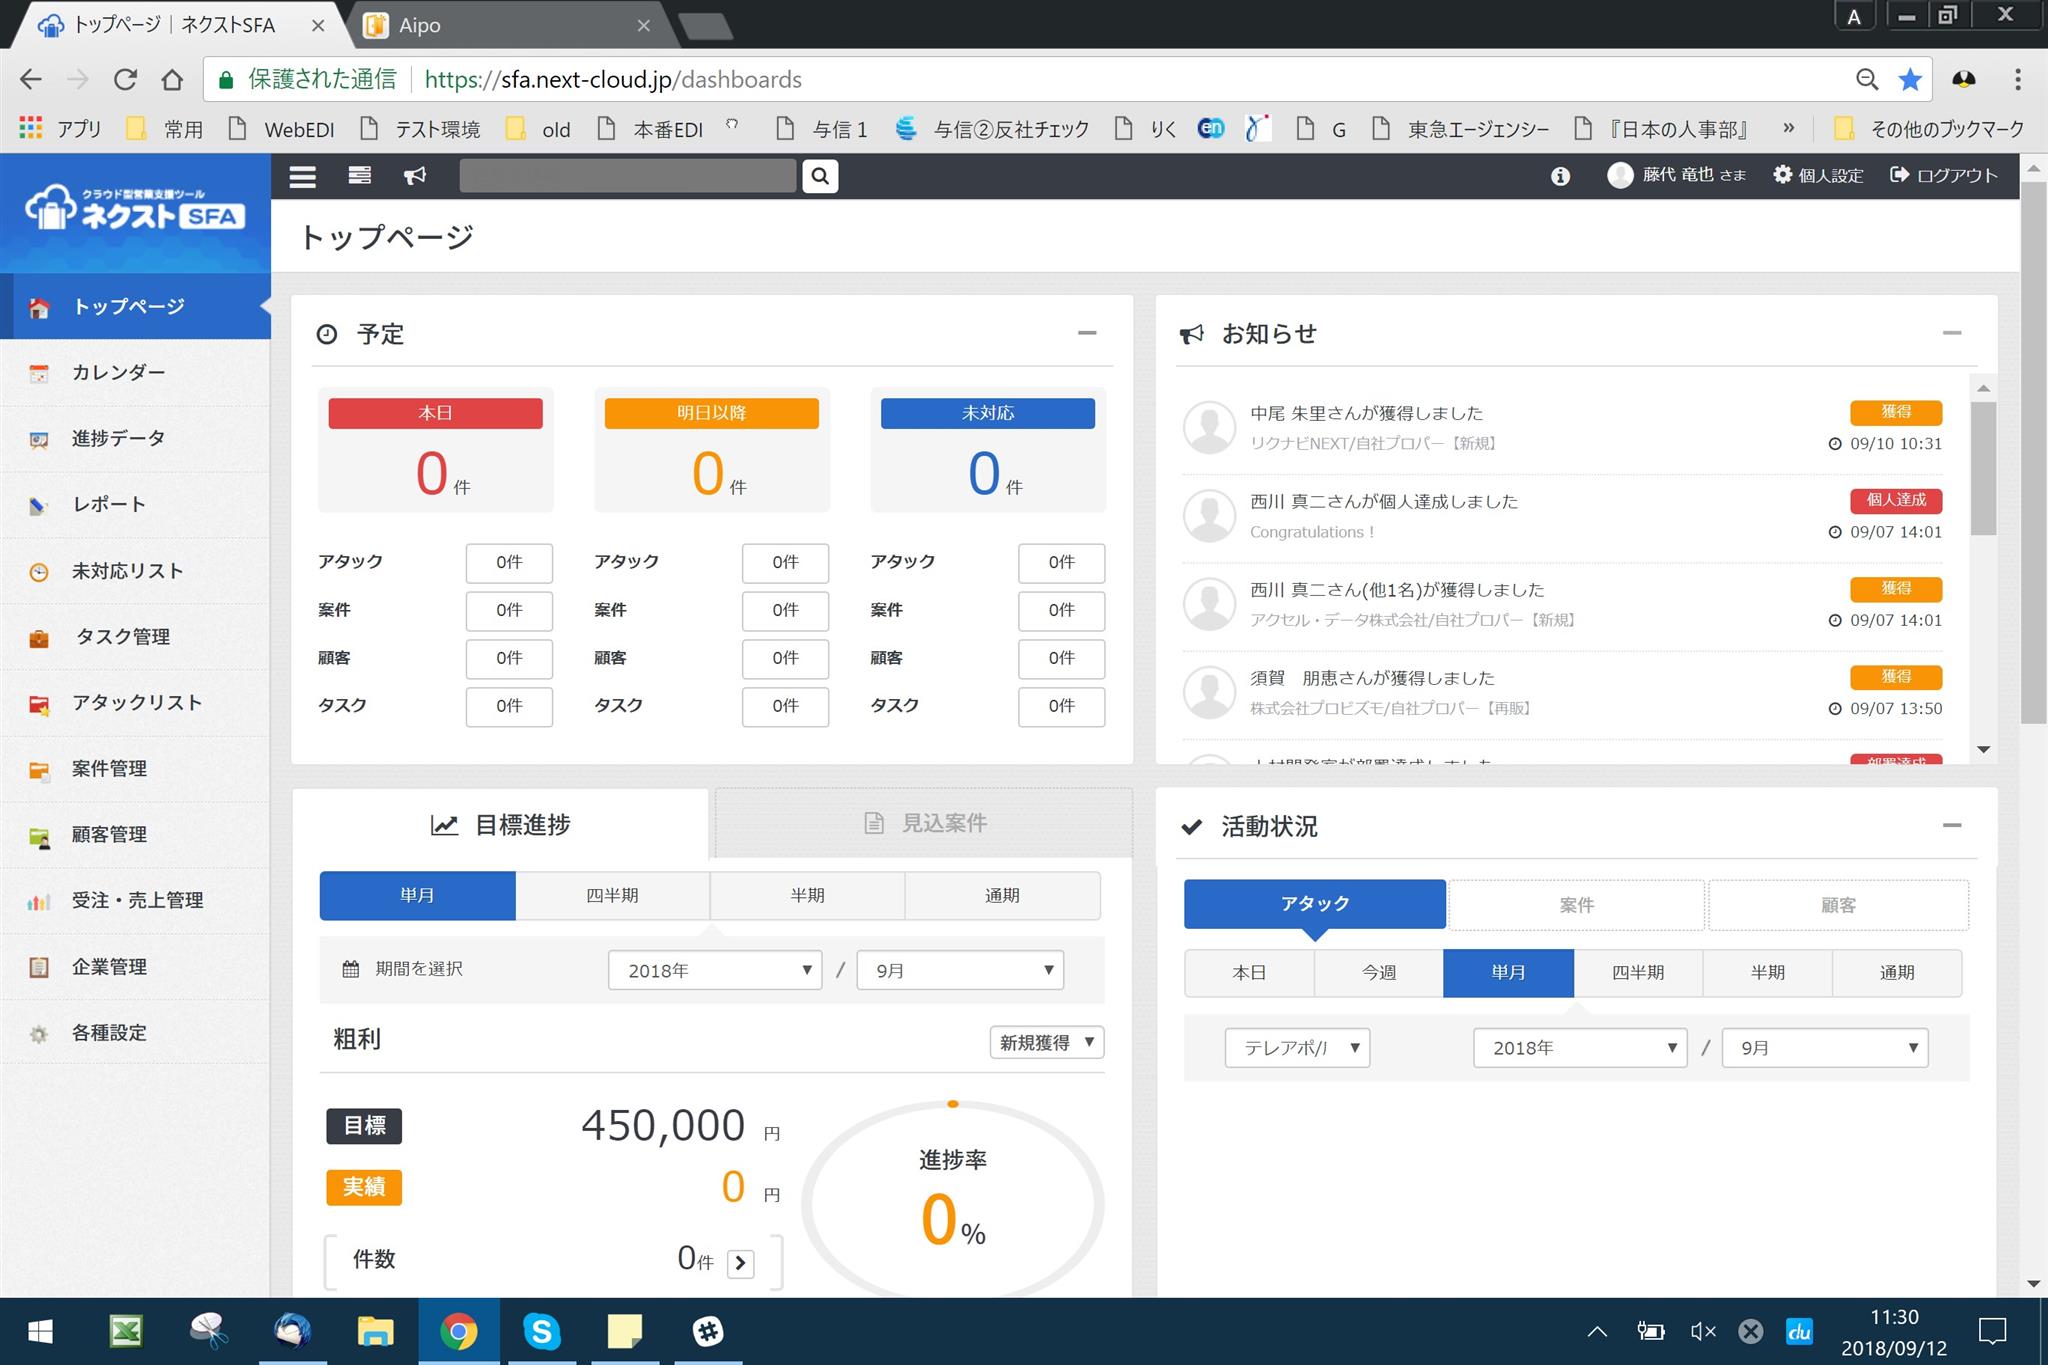 トップページ｜ネクストSFA
Aipo
A
保護された通信
https://sfa.next-cloud.jp/dashboards
アプリ
常用
WebEDI
テスト環境
old
本番EDI
与信１
与信②反社チェック
りく
en
G
東急エージェンシー
『日本の人事部』
»
その他のブックマーク
クラウド型営業支援ツール
ネクストSFA
藤代 竜也 さま
個人設定
ログアウト
トップページ
トップページ
カレンダー
進捗データ
レポート
未対応リスト
タスク管理
アタックリスト
案件管理
顧客管理
受注・売上管理
企業管理
各種設定
予定
本日
0件
明日以降
0件
未対応
0件
アタック 0件 アタック 0件 アタック 0件
案件 0件 案件 0件 案件 0件
顧客 0件 顧客 0件 顧客 0件
タスク 0件 タスク 0件 タスク 0件
お知らせ
中尾 朱里さんが獲得しました
獲得
リクナビNEXT/自社プロパー【新規】
09/10 10:31
西川 真二さんが個人達成しました
個人達成
Congratulations！
09/07 14:01
西川 真二さん(他1名)が獲得しました
獲得
アクセル・データ株式会社/自社プロパー【新規】
09/07 14:01
須賀　朋恵さんが獲得しました
獲得
株式会社プロビズモ/自社プロパー【再販】
09/07 13:50
部署達成
目標進捗
見込案件
単月 四半期 半期 通期
期間を選択 2018年 / 9月
粗利
新規獲得
目標 450,000 円
実績 0 円
件数 0件
進捗率
0%
活動状況
アタック 案件 顧客
本日 今週 単月 四半期 半期 通期
テレアポ/ 2018年 / 9月
du
11:30
2018/09/12